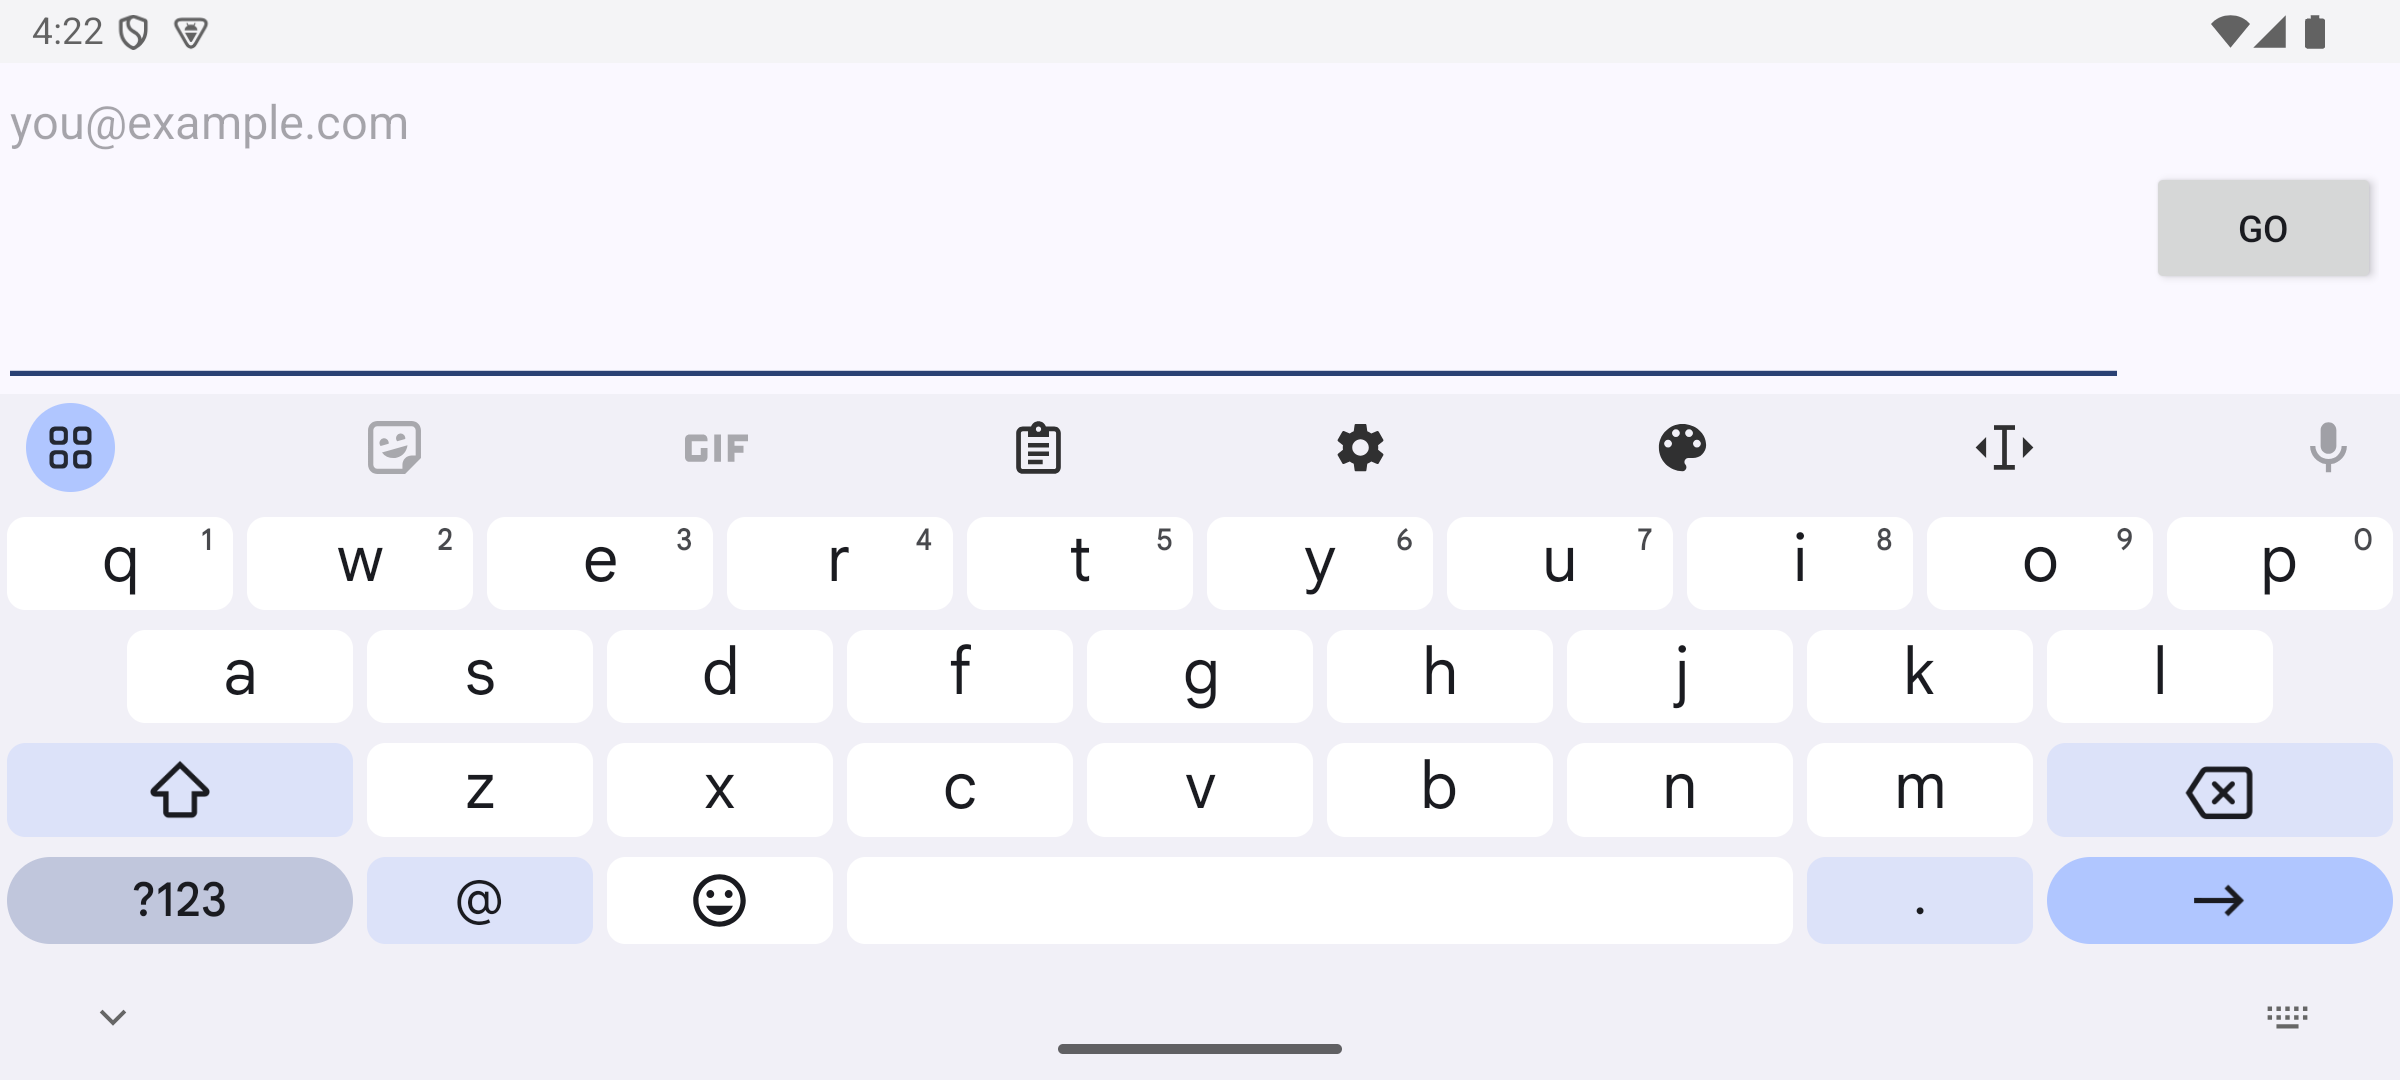 4:22
you@example.com
GO
GIF
q 1 w 2 e 3 r 4 t 5 y 6 u 7 i 8 o 9 p 0
a s d f g h j k l
z x c v b n m
?123 @ .